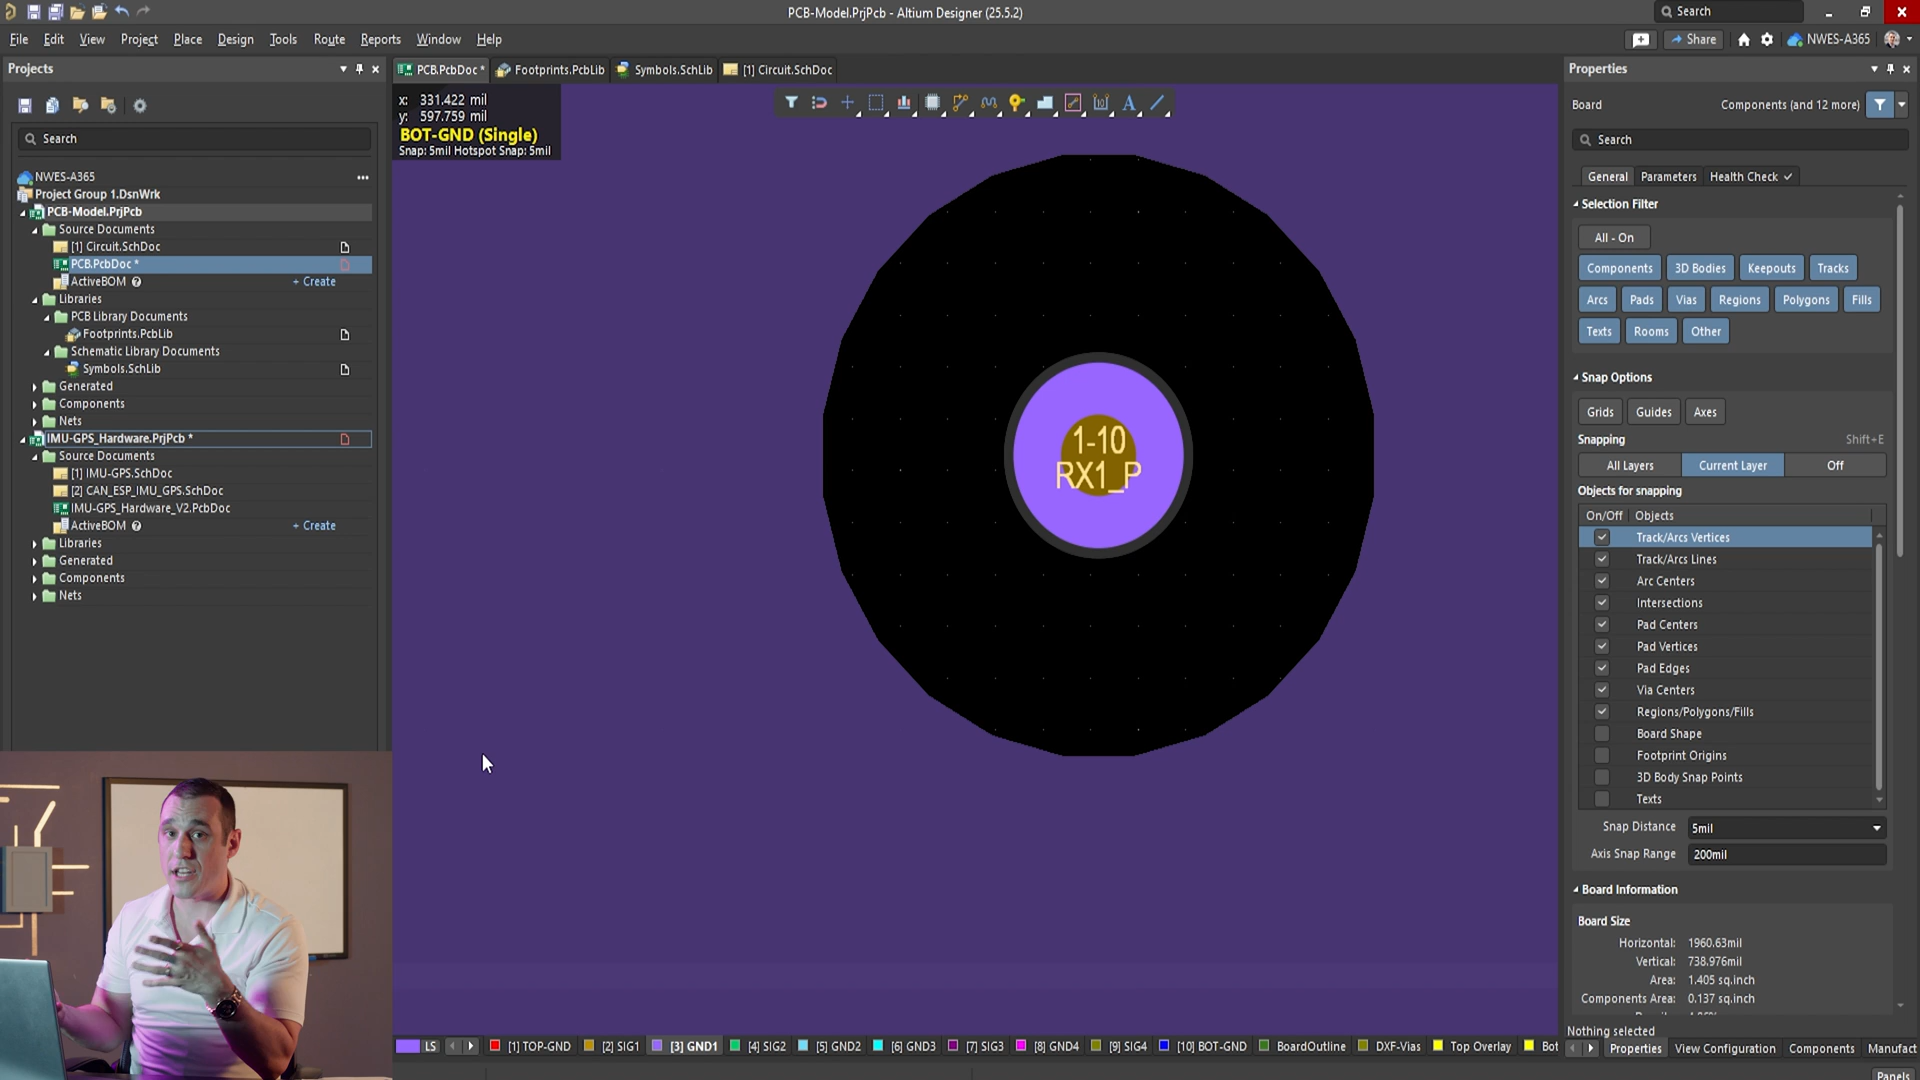 PCB-Model.PrjPcb - Altium Designer (25.5.2)
Search
File Edit View Project Place Design Tools Route Reports Window Help
Share
NWES-A365
Projects
PCB.PcbDoc * Footprints.PcbLib Symbols.SchLib [1] Circuit.SchDoc
Properties
x: 331.422 mil
y: 597.759 mil
BOT-GND (Single)
Snap: 5mil Hotspot Snap: 5mil
Search
NWES-A365
Project Group 1.DsnWrk
PCB-Model.PrjPcb
Source Documents
[1] Circuit.SchDoc
PCB.PcbDoc *
ActiveBOM + Create
Libraries
PCB Library Documents
Footprints.PcbLib
Schematic Library Documents
Symbols.SchLib
Generated
Components
Nets
IMU-GPS_Hardware.PrjPcb *
Source Documents
[1] IMU-GPS.SchDoc
[2] CAN_ESP_IMU_GPS.SchDoc
IMU-GPS_Hardware_V2.PcbDoc
ActiveBOM + Create
Libraries
Generated
Components
Nets
1-10
RX1_P
Board Components (and 12 more)
Search
General Parameters Health Check
Selection Filter
All - On
Components 3D Bodies Keepouts Tracks
Arcs Pads Vias Regions Polygons Fills
Texts Rooms Other
Snap Options
Grids Guides Axes
Snapping Shift+E
All Layers Current Layer Off
Objects for snapping
On/Off Objects
Track/Arcs Vertices
Track/Arcs Lines
Arc Centers
Intersections
Pad Centers
Pad Vertices
Pad Edges
Via Centers
Regions/Polygons/Fills
Board Shape
Footprint Origins
3D Body Snap Points
Texts
Snap Distance 5mil
Axis Snap Range 200mil
Board Information
Board Size
Horizontal: 1960.63mil
Vertical: 738.976mil
Area: 1.405 sq.inch
Components Area: 0.137 sq.inch
Nothing selected
LS [1] TOP-GND [2] SIG1 [3] GND1 [4] SIG2 [5] GND2 [6] GND3 [7] SIG3 [8] GND4 [9] SIG4 [10] BOT-GND BoardOutline DXF-Vias Top Overlay Bot
Properties View Configuration Components Manufact
Panels